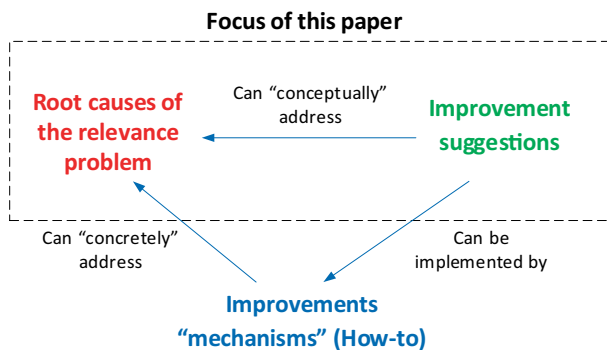 Focus of this paper
Root causes of
the relevance
problem
Can “conceptually”
address
Improvement
suggestions
Can “concretely”
address
Can be
implemented by
Improvements
“mechanisms” (How-to)